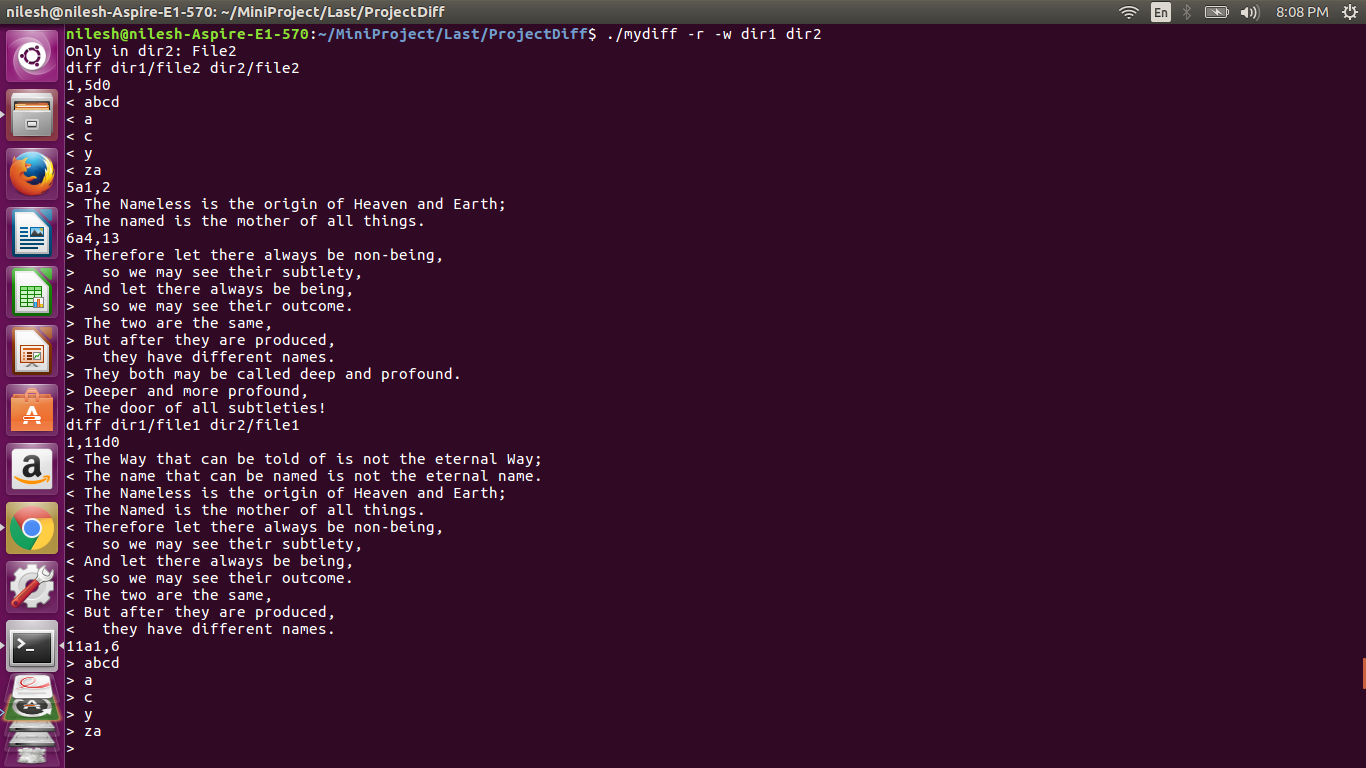 nilesh@nilesh-Aspire-E1-570: ~/MiniProject/Last/ProjectDiff
En
8:08 PM
nilesh@nilesh-Aspire-E1-570:~/MiniProject/Last/ProjectDiff$ ./mydiff -r -w dir1 dir2
Only in dir2: File2
diff dir1/file2 dir2/file2
1,5d0
< abcd
< a
< c
< y
< za
5a1,2
> The Nameless is the origin of Heaven and Earth;
> The named is the mother of all things.
6a4,13
> Therefore let there always be non-being,
>   so we may see their subtlety,
> And let there always be being,
>   so we may see their outcome.
> The two are the same,
> But after they are produced,
>   they have different names.
> They both may be called deep and profound.
> Deeper and more profound,
> The door of all subtleties!
diff dir1/file1 dir2/file1
1,11d0
< The Way that can be told of is not the eternal Way;
< The name that can be named is not the eternal name.
< The Nameless is the origin of Heaven and Earth;
< The Named is the mother of all things.
< Therefore let there always be non-being,
<   so we may see their subtlety,
< And let there always be being,
<   so we may see their outcome.
< The two are the same,
< But after they are produced,
<   they have different names.
11a1,6
> abcd
> a
> c
> y
> za
>